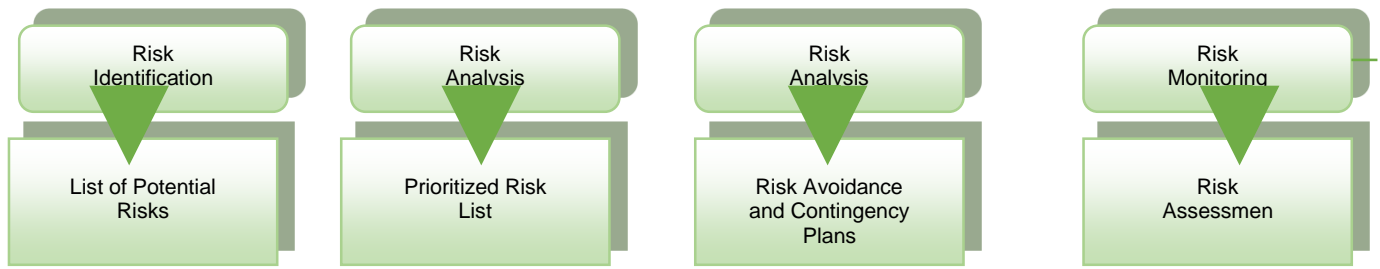 Risk
Identification
Risk
Analysis
Risk
Analysis
Risk
Monitoring
List of Potential
Risks
Prioritized Risk
List
Risk Avoidance
and Contingency
Plans
Risk
Assessmen